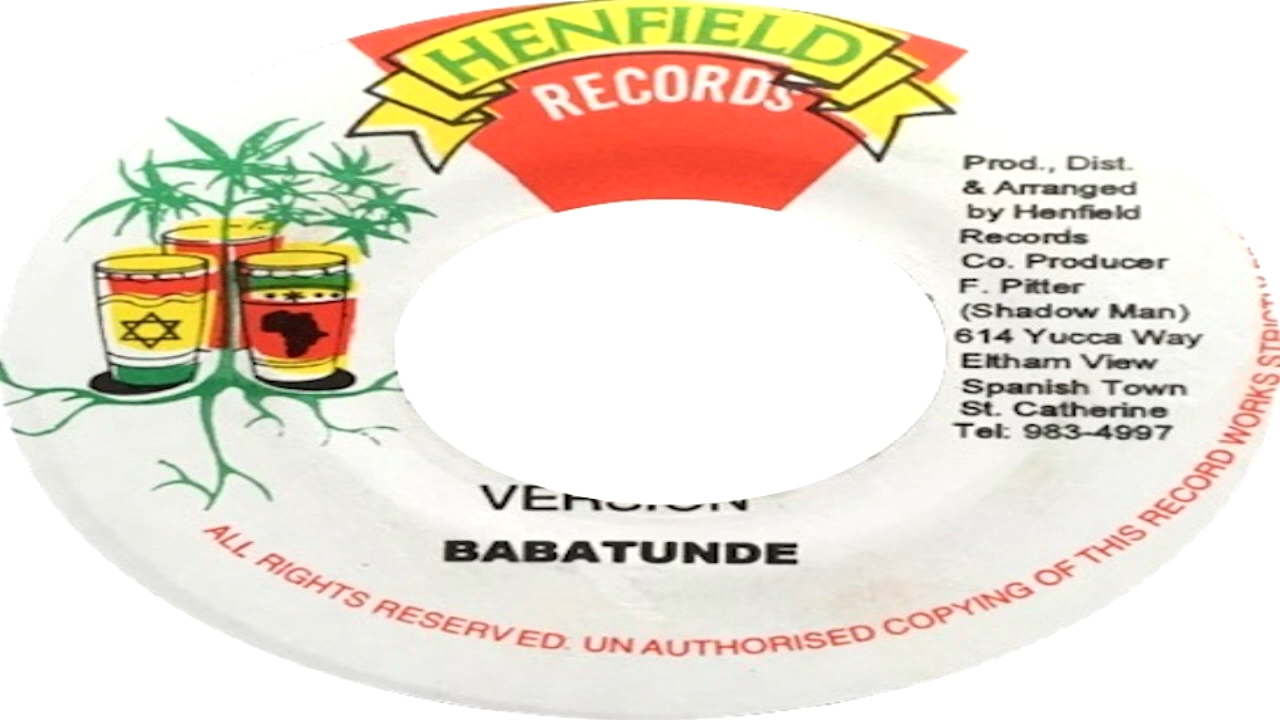 HENFIELD
RECORDS
Prod., Dist.
& Arranged
by Henfield
Records
Co. Producer
F. Pitter
(Shadow Man)
614 Yucca Way
Eltham View
Spanish Town
St. Catherine
Tel: 983-4997
VERSION
BABATUNDE
ALL RIGHTS RESERVED. UNAUTHORISED COPYING OF THIS RECORD WORKS